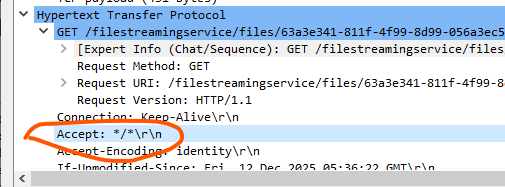 Hypertext Transfer Protocol
GET /filestreamingservice/files/63a3e341-811f-4f99-8d99-056a3ec5
[Expert Info (Chat/Sequence): GET /filestreamingservice/files
Request Method: GET
Request URI: /filestreamingservice/files/63a3e341-811f-4f99-8
Request Version: HTTP/1.1
Connection: Keep-Alive\r\n
Accept: */*\r\n
Accept-Encoding: identity\r\n
If-Unmodified-Since: Fri, 12 Dec 2025 05:36:22 GMT\r\n